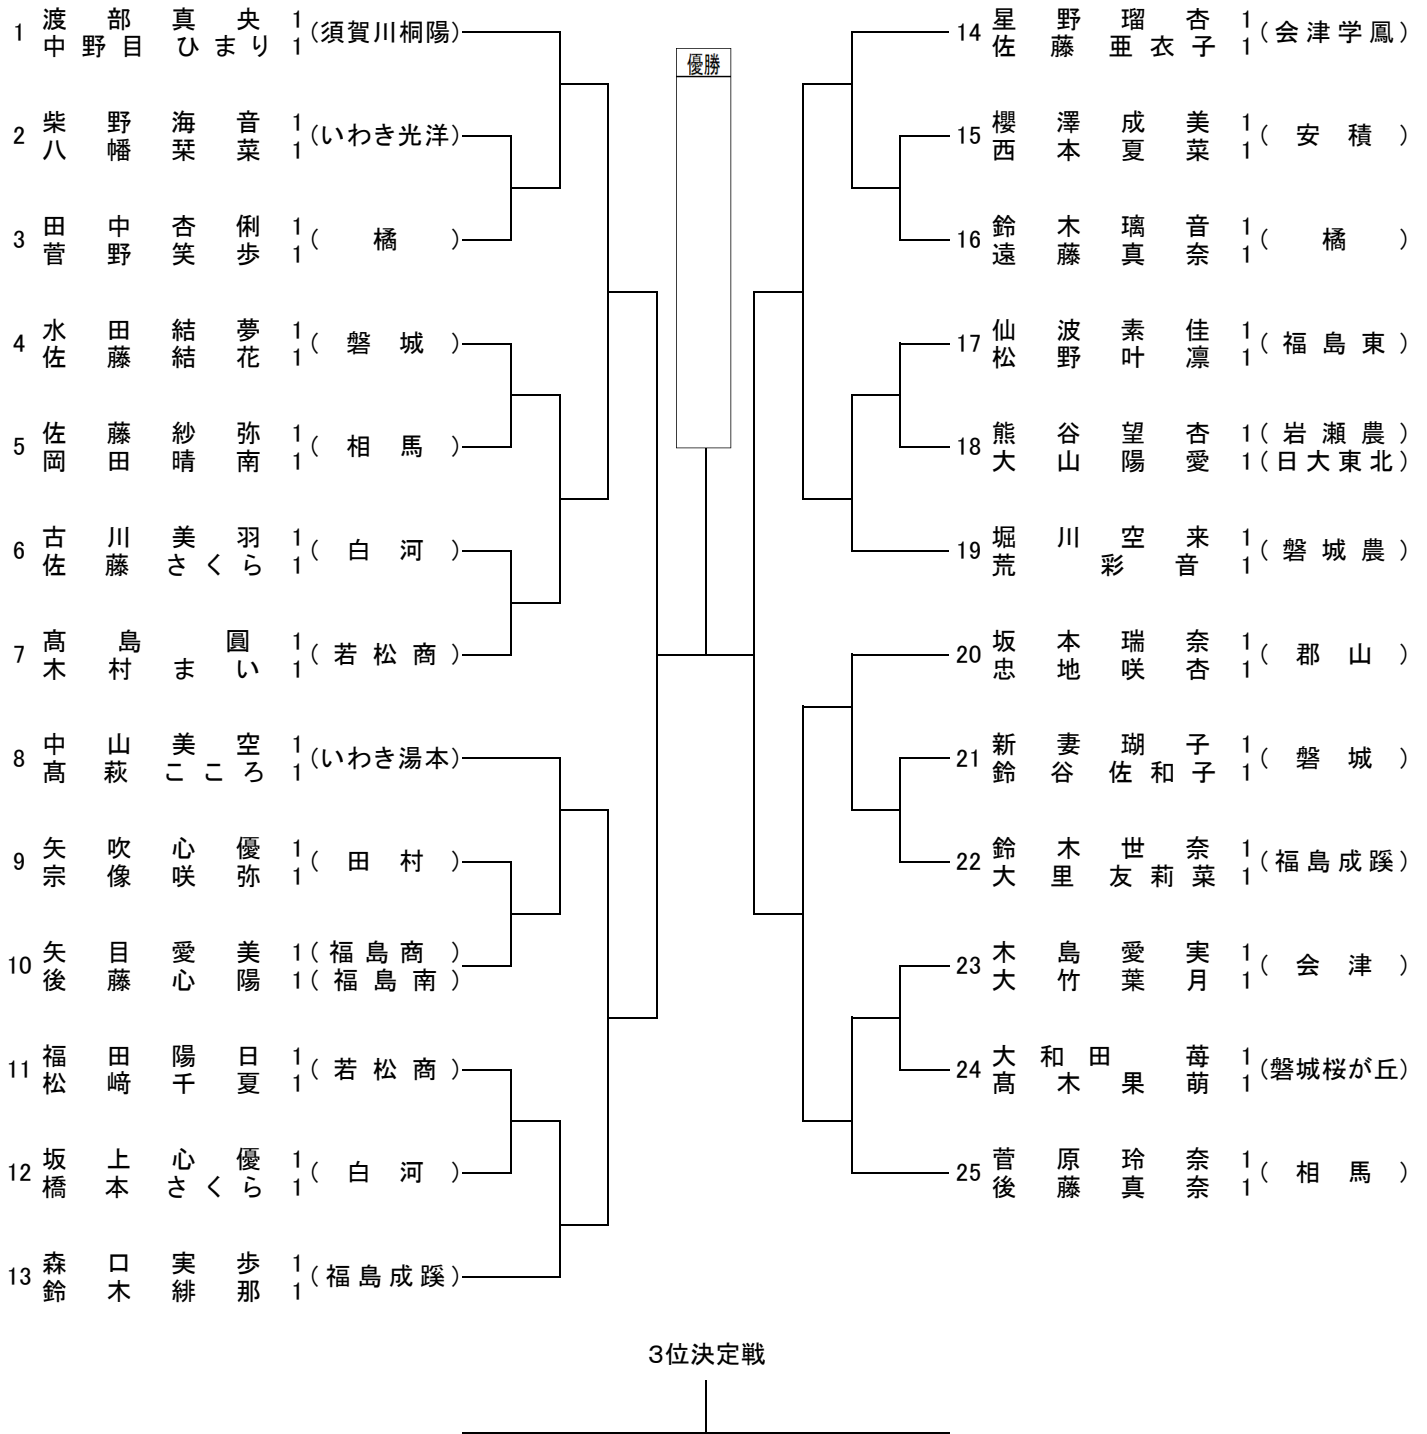 優勝
1 渡部真央 1 (須賀川桐陽)
中野目ひまり 1
2 柴野海音 1 (いわき光洋)
八幡栞菜 1
3 田中杏俐 1 (橘)
菅野笑歩 1
4 水田結夢 1 (磐城)
佐藤結花 1
5 佐藤紗弥 1 (相馬)
岡田晴南 1
6 古川美羽 1 (白河)
佐藤さくら 1
7 髙島圓 1 (若松商)
木村まい 1
8 中山美空 1 (いわき湯本)
髙萩こころ 1
9 矢吹心優 1 (田村)
宗像咲弥 1
10 矢目愛美 1 (福島商)
後藤心陽 1 (福島南)
11 福田陽日 1 (若松商)
松﨑千夏 1
12 坂上心優 1 (白河)
橋本さくら 1
13 森口実歩 1 (福島成蹊)
鈴木緋那 1
14 星野瑠杏 1 (会津学鳳)
佐藤亜衣子 1
15 櫻澤成美 1 (安積)
西本夏菜 1
16 鈴木璃音 1 (橘)
遠藤真奈 1
17 仙波素佳 1 (福島東)
松野叶凛 1
18 熊谷望杏 1 (岩瀬農)
大山陽愛 1 (日大東北)
19 堀川空来 1 (磐城農)
荒彩音 1
20 坂本瑞奈 1 (郡山)
忠地咲杏 1
21 新妻瑚子 1 (磐城)
鈴谷佐和子 1
22 鈴木世奈 1 (福島成蹊)
大里友莉菜 1
23 木島愛実 1 (会津)
大竹葉月 1
24 大和田苺 1 (磐城桜が丘)
髙木果萌 1
25 菅原玲奈 1 (相馬)
後藤真奈 1
3位決定戦